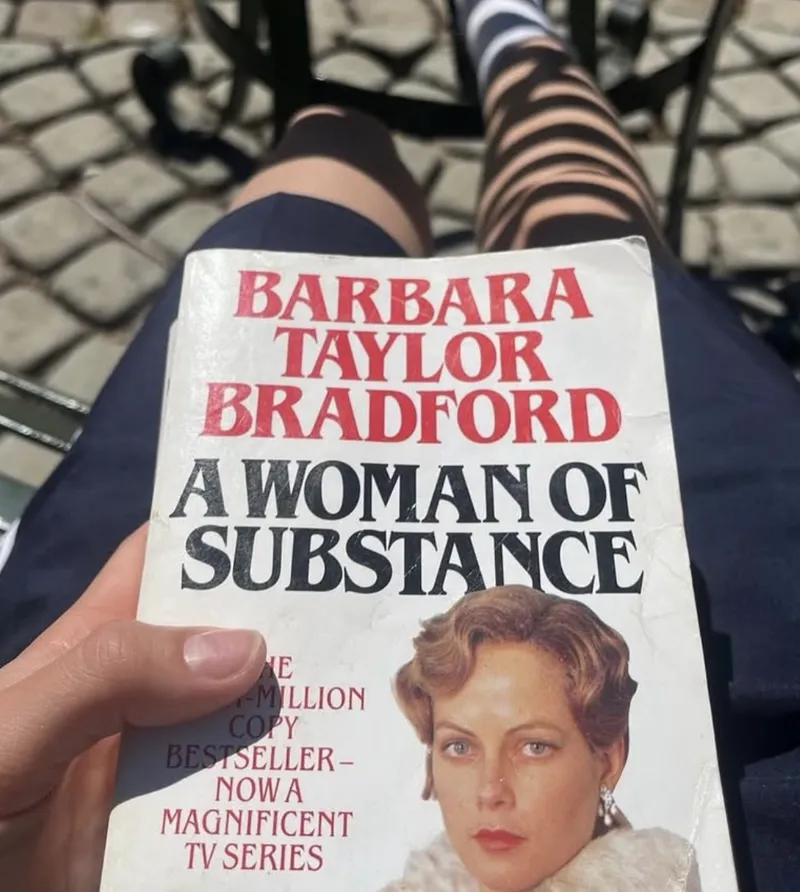 BARBARA
TAYLOR
BRADFORD
A WOMAN OF
SUBSTANCE
MILLION
COPY
BESTSELLER–
NOW A
MAGNIFICENT
TV SERIES